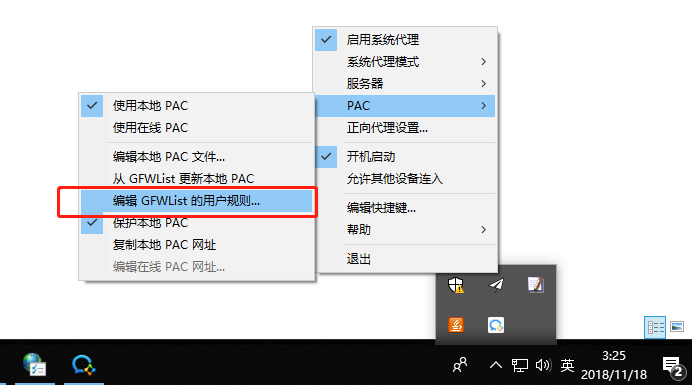 启用系统代理
系统代理模式
服务器
PAC
正向代理设置...
开机启动
允许其他设备连入
编辑快捷键...
帮助
退出
使用本地 PAC
使用在线 PAC
编辑本地 PAC 文件...
从 GFWList 更新本地 PAC
编辑 GFWList 的用户规则...
保护本地 PAC
复制本地 PAC 网址
编辑在线 PAC 网址...
英
3:25
2018/11/18
2